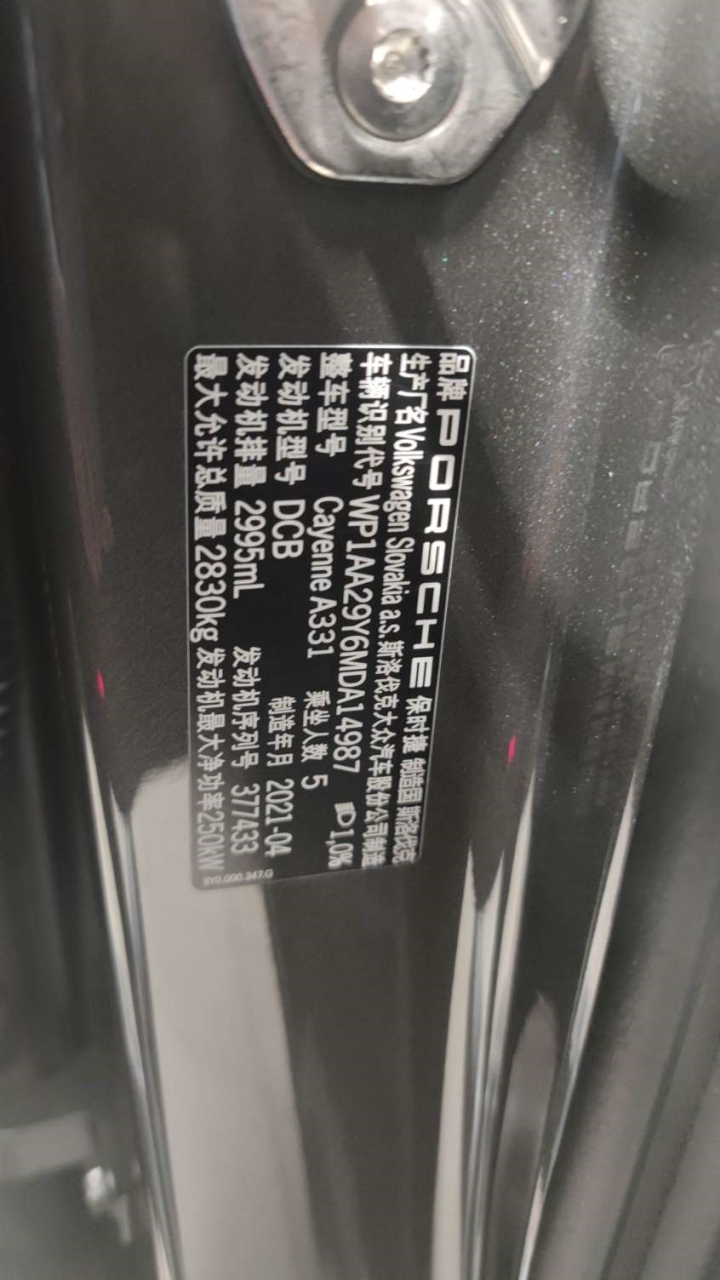 品牌 PORSCHE 保时捷 制造国 斯洛伐克
生产厂名 Volkswagen Slovakia a.s.斯洛伐克大众汽车股份公司制造
车辆识别代号 WP1AA29Y6MDA14987
整车型号 Cayenne A331 乘坐人数 5 1,0%
发动机型号 DCB 制造年月 2021-04
发动机排量 2995mL 发动机序列号 377433
最大允许总质量 2830kg 发动机最大净功率250kW
9Y0.000.347.G